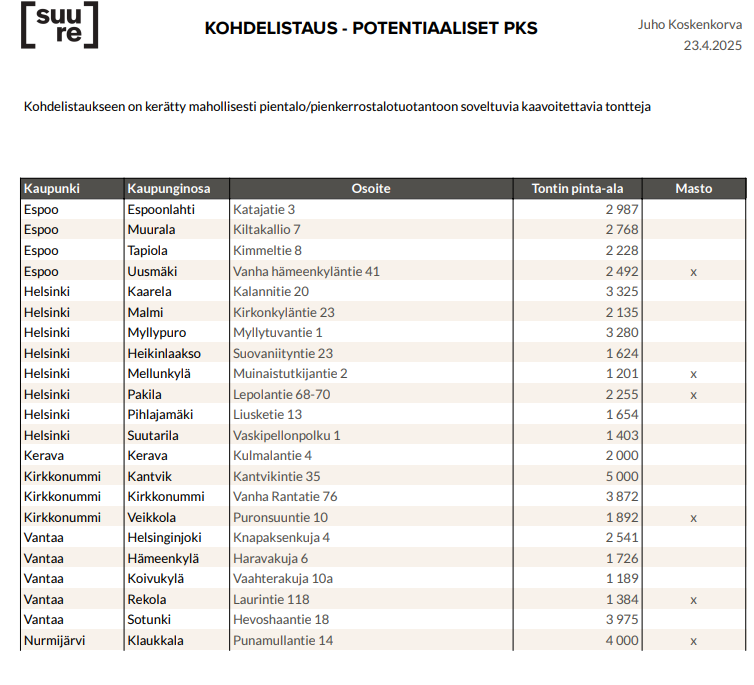 [suu
re]
KOHDELISTAUS - POTENTIAALISET PKS
Juho Koskenkorva
23.4.2025
Kohdelistaukseen on kerätty mahollisesti pientalo/pienkerrostalotuotantoon soveltuvia kaavoitettavia tontteja
Kaupunki Kaupunginosa Osoite Tontin pinta-ala Masto
Espoo Espoonlahti Katajatie 3 2 987
Espoo Muurala Kiltakallio 7 2 768
Espoo Tapiola Kimmeltie 8 2 228
Espoo Uusmäki Vanha hämeenkyläntie 41 2 492 x
Helsinki Kaarela Kalannitie 20 3 325
Helsinki Malmi Kirkonkyläntie 23 2 135
Helsinki Myllypuro Myllytuvantie 1 3 280
Helsinki Heikinlaakso Suovaniityntie 23 1 624
Helsinki Mellunkylä Muinaistutkijantie 2 1 201 x
Helsinki Pakila Lepolantie 68-70 2 255 x
Helsinki Pihlajamäki Liusketie 13 1 654
Helsinki Suutarila Vaskipellonpolku 1 1 403
Kerava Kerava Kulmalantie 4 2 000
Kirkkonummi Kantvik Kantvikintie 35 5 000
Kirkkonummi Kirkkonummi Vanha Rantatie 76 3 872
Kirkkonummi Veikkola Puronsuuntie 10 1 892 x
Vantaa Helsinginjoki Knapaksenkuja 4 2 541
Vantaa Hämeenkylä Haravakuja 6 1 726
Vantaa Koivukylä Vaahterakuja 10a 1 189
Vantaa Rekola Laurintie 118 1 384 x
Vantaa Sotunki Hevoshaantie 18 3 975
Nurmijärvi Klaukkala Punamullantie 14 4 000 x